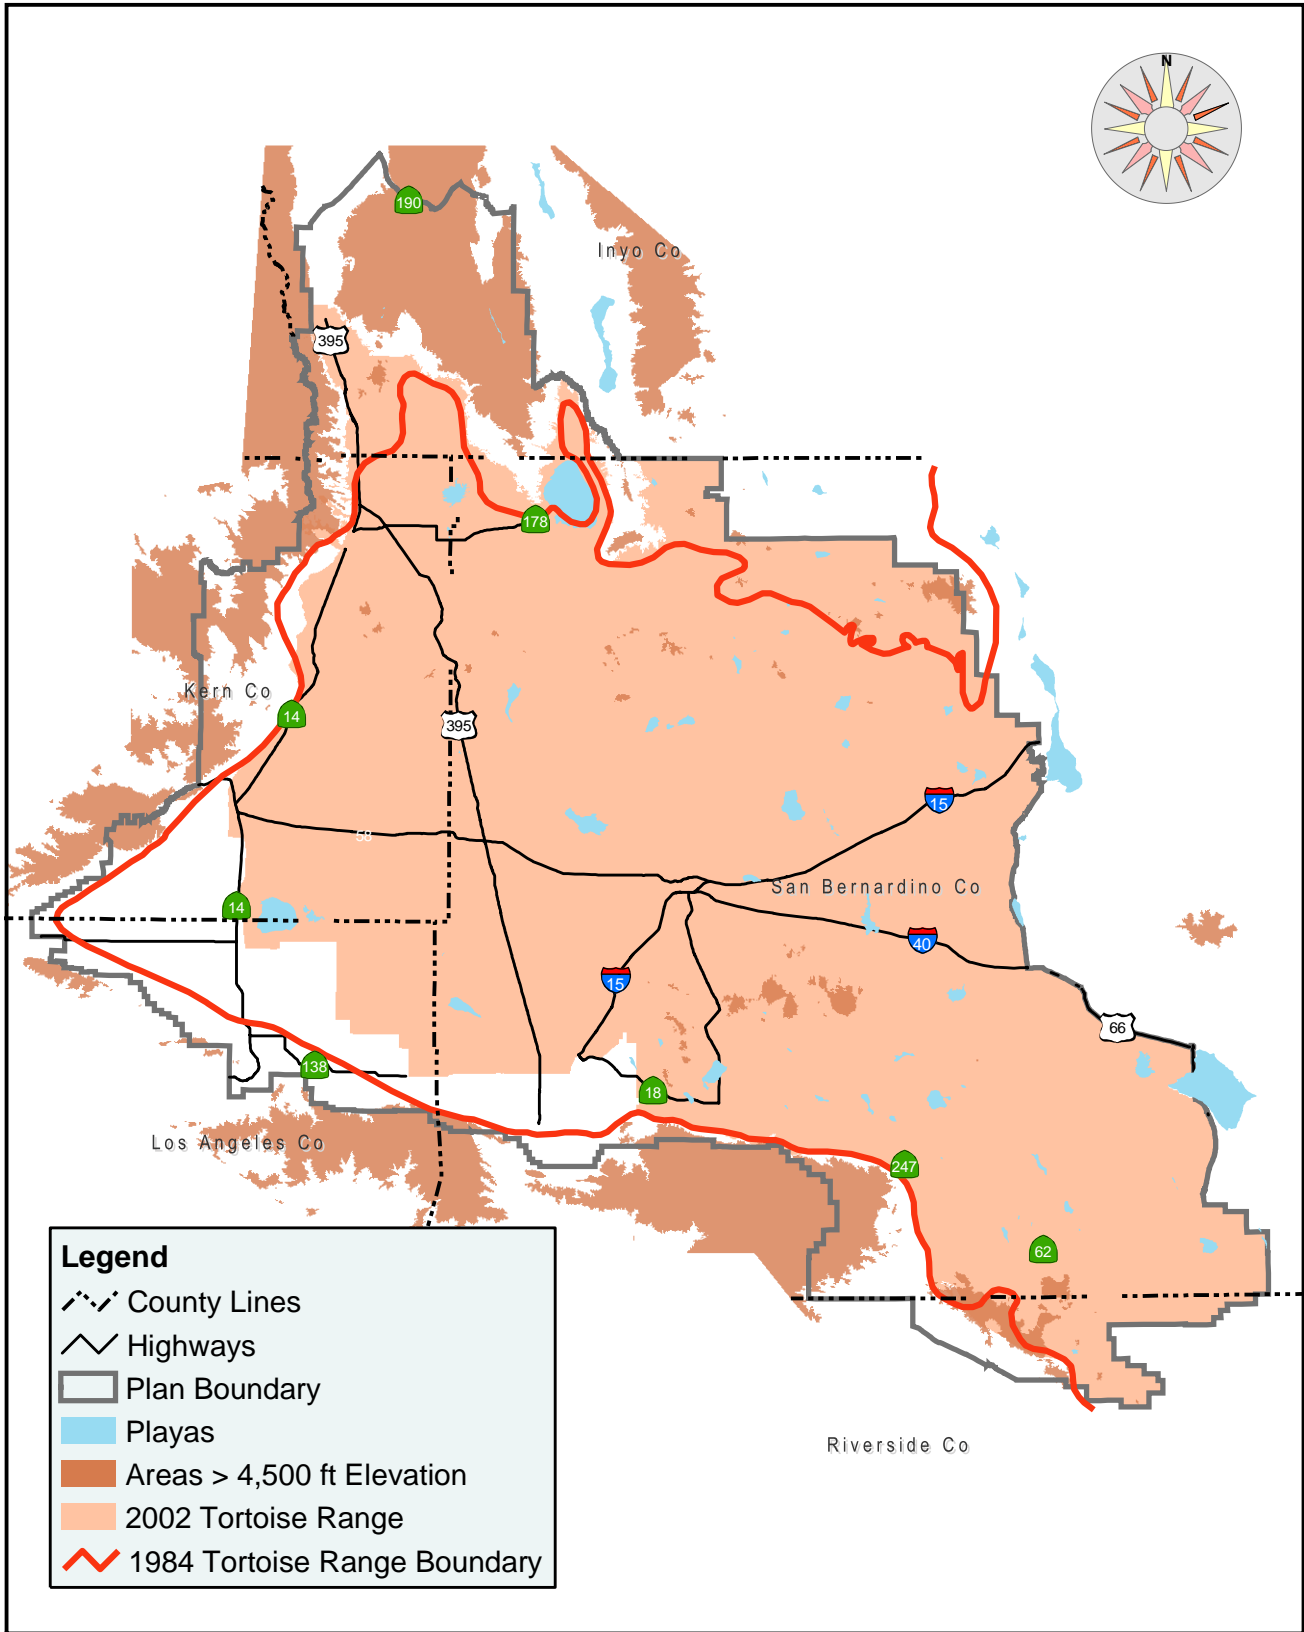 N
190
Inyo Co
395
178
Kern Co
14
395
15
58
San Bernardino Co
14
40
15
66
138
18
Los Angeles Co
247
62
Riverside Co
Legend
County Lines
Highways
Plan Boundary
Playas
Areas > 4,500 ft Elevation
2002 Tortoise Range
1984 Tortoise Range Boundary